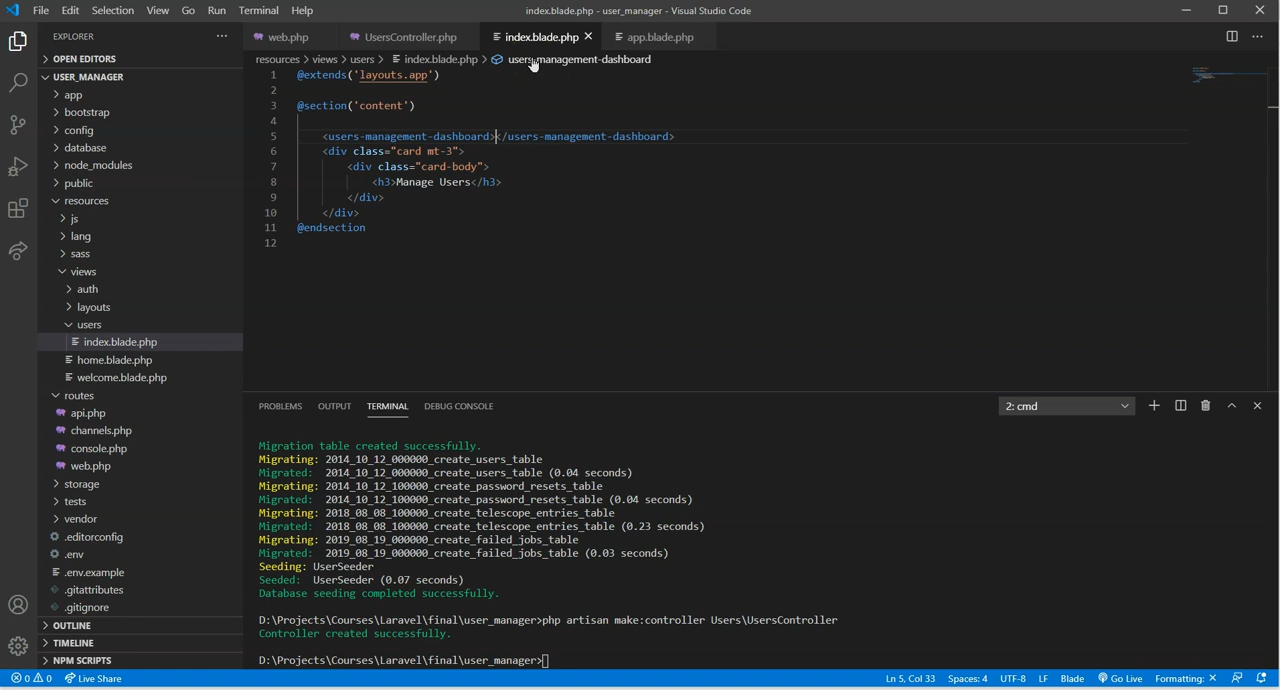 File Edit Selection View Go Run Terminal Help index.blade.php - user_manager - Visual Studio Code
EXPLORER ...
OPEN EDITORS
USER_MANAGER
app
bootstrap
config
database
node_modules
public
resources
js
lang
sass
views
auth
layouts
users
index.blade.php
home.blade.php
welcome.blade.php
routes
api.php
channels.php
console.php
web.php
storage
tests
vendor
.editorconfig
.env
.env.example
.gitattributes
.gitignore
OUTLINE
TIMELINE
NPM SCRIPTS
web.php UsersController.php index.blade.php app.blade.php
resources > views > users > index.blade.php > users-management-dashboard
1 @extends('layouts.app')
2
3 @section('content')
4
5 <users-management-dashboard></users-management-dashboard>
6 <div class="card mt-3">
7 <div class="card-body">
8 <h3>Manage Users</h3>
9 </div>
10 </div>
11 @endsection
12
PROBLEMS OUTPUT TERMINAL DEBUG CONSOLE 2: cmd
Migration table created successfully.
Migrating: 2014_10_12_000000_create_users_table
Migrated: 2014_10_12_000000_create_users_table (0.04 seconds)
Migrating: 2014_10_12_100000_create_password_resets_table
Migrated: 2014_10_12_100000_create_password_resets_table (0.04 seconds)
Migrating: 2018_08_08_100000_create_telescope_entries_table
Migrated: 2018_08_08_100000_create_telescope_entries_table (0.23 seconds)
Migrating: 2019_08_19_000000_create_failed_jobs_table
Migrated: 2019_08_19_000000_create_failed_jobs_table (0.03 seconds)
Seeding: UserSeeder
Seeded: UserSeeder (0.07 seconds)
Database seeding completed successfully.
D:\Projects\Courses\Laravel\final\user_manager>php artisan make:controller Users\UsersController
Controller created successfully.
D:\Projects\Courses\Laravel\final\user_manager>
0 0 Live Share Ln 5, Col 33 Spaces: 4 UTF-8 LF Blade Go Live Formatting: ×